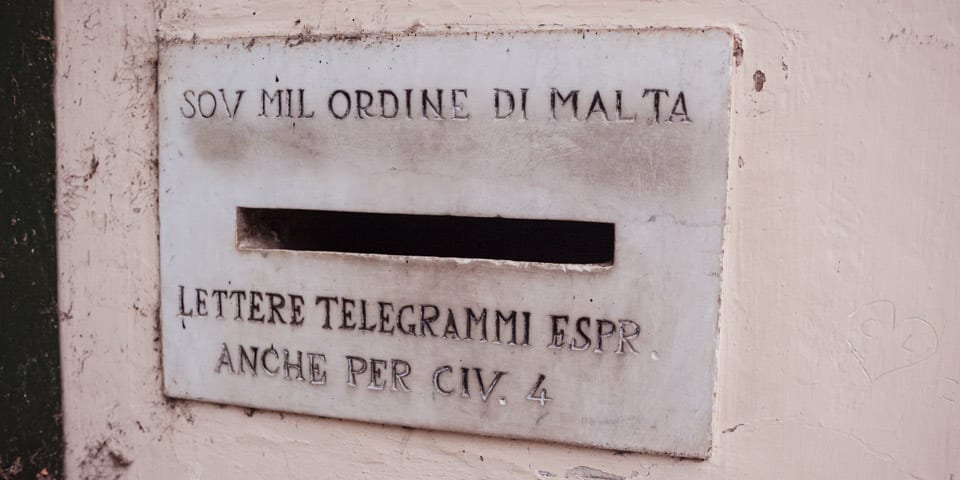 SOV MIL ORDINE DI MALTA
LETTERE TELEGRAMMI ESPR.
ANCHE PER CIV. 4